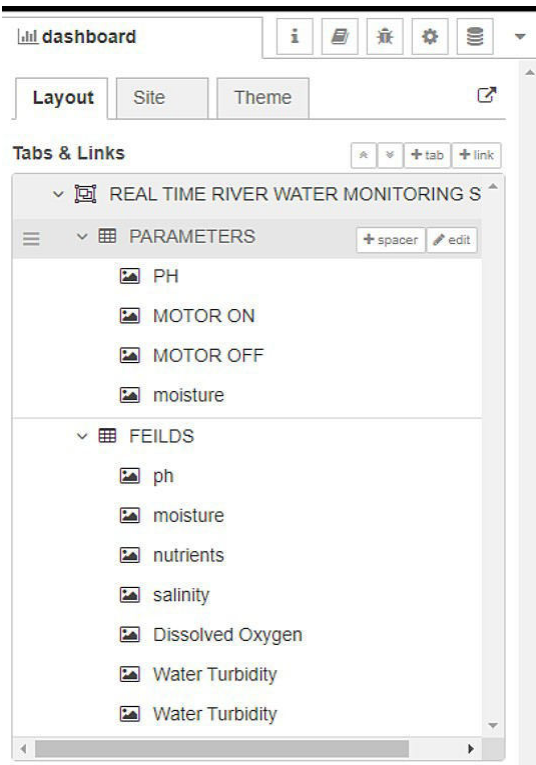 dashboard
Layout Site Theme
Tabs & Links
tab link
REAL TIME RIVER WATER MONITORING S
PARAMETERS spacer edit
PH
MOTOR ON
MOTOR OFF
moisture
FEILDS
ph
moisture
nutrients
salinity
Dissolved Oxygen
Water Turbidity
Water Turbidity